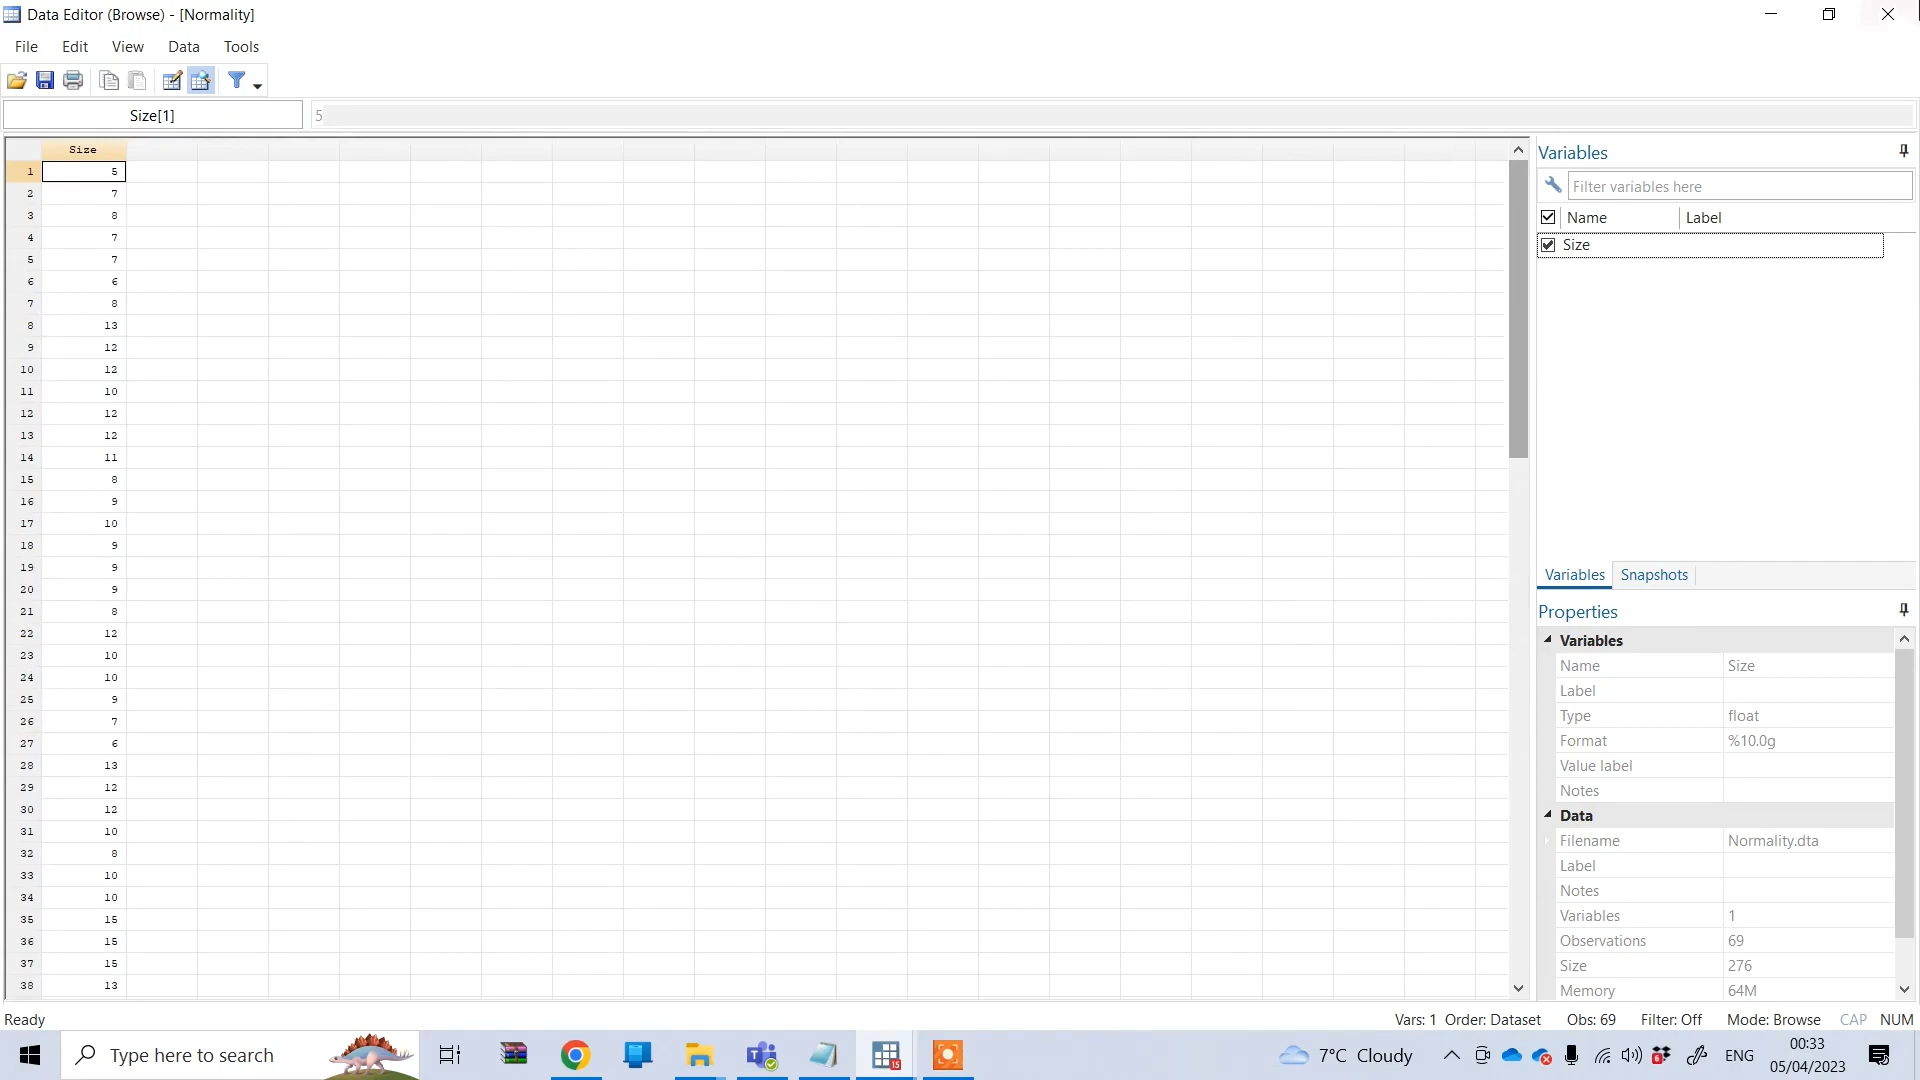 Data Editor (Browse) - [Normality]
File Edit View Data Tools
Size[1] 5
Size
1 5
2 7
3 8
4 7
5 7
6 6
7 8
8 13
9 12
10 12
11 10
12 12
13 12
14 11
15 8
16 9
17 10
18 9
19 9
20 9
21 8
22 12
23 10
24 10
25 9
26 7
27 6
28 13
29 12
30 12
31 10
32 8
33 10
34 10
35 15
36 15
37 15
38 13
Variables
Filter variables here
Name Label
Size
Variables Snapshots
Properties
Variables
Name Size
Label
Type float
Format %10.0g
Value label
Notes
Data
Filename Normality.dta
Label
Notes
Variables 1
Observations 69
Size 276
Memory 64M
Ready Vars: 1 Order: Dataset Obs: 69 Filter: Off Mode: Browse CAP NUM
Type here to search 15 7°C Cloudy 6 ENG 00:33
05/04/2023